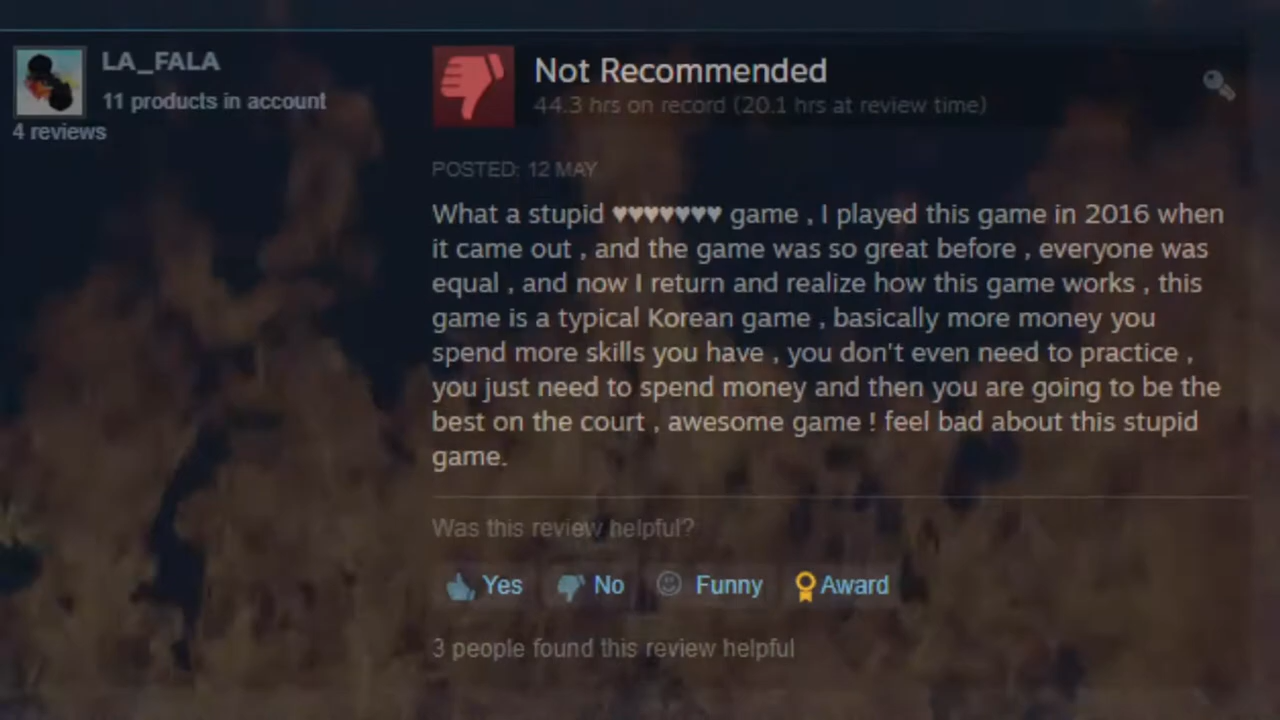 LA_FALA
11 products in account
4 reviews
Not Recommended
44.3 hrs on record (20.1 hrs at review time)
POSTED: 12 MAY
What a stupid ♥♥♥♥♥♥♥ game , I played this game in 2016 when
it came out , and the game was so great before , everyone was
equal , and now I return and realize how this game works , this
game is a typical Korean game , basically more money you
spend more skills you have , you don't even need to practice ,
you just need to spend money and then you are going to be the
best on the court , awesome game ! feel bad about this stupid
game.
Was this review helpful?
Yes No Funny Award
3 people found this review helpful